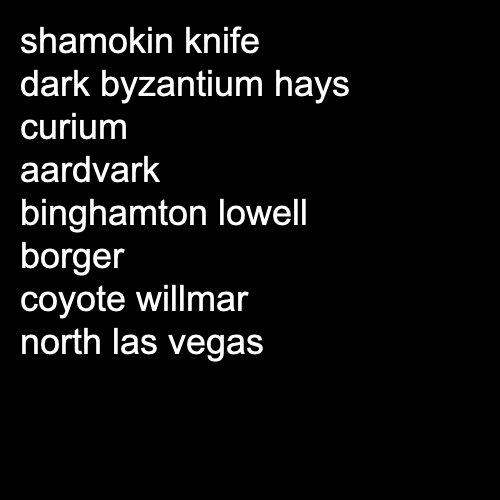 shamokin knife
dark byzantium hays
curium
aardvark
binghamton lowell
borger
coyote willmar
north las vegas